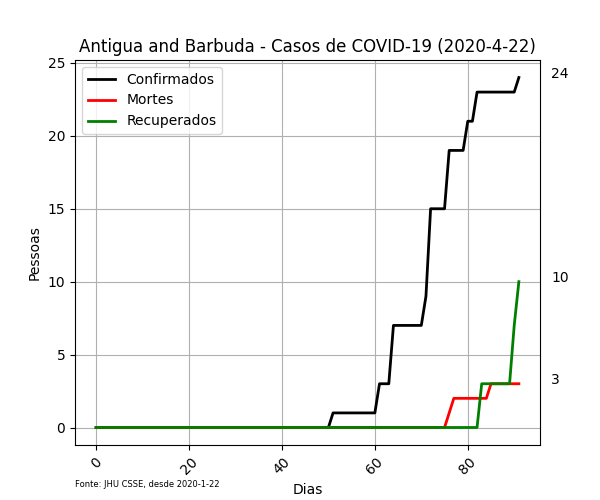 Antigua and Barbuda - Casos de COVID-19 (2020-4-22)
Confirmados
Mortes
Recuperados
Pessoas
25
20
15
10
5
0
24
10
3
0
20
40
60
80
Dias
Fonte: JHU CSSE, desde 2020-1-22